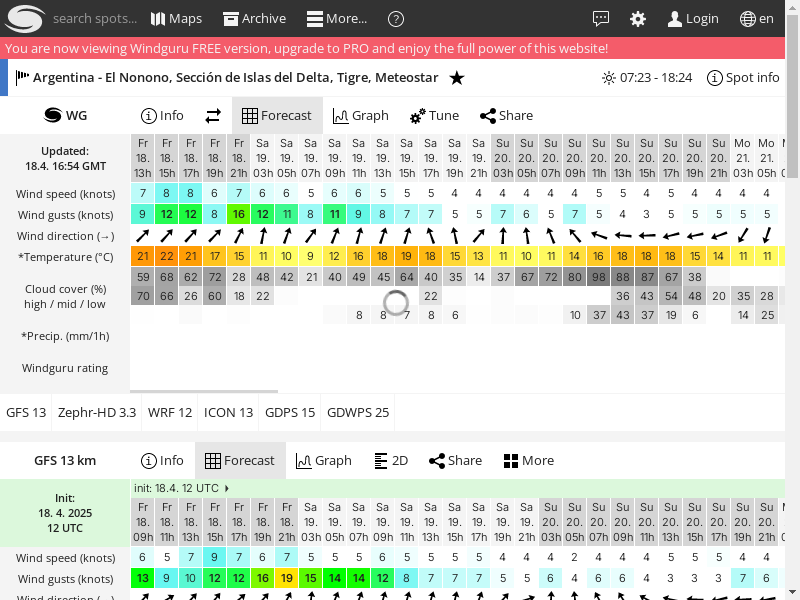 search spots... Maps Archive More... ? Login en
You are now viewing Windguru FREE version, upgrade to PRO and enjoy the full power of this website!
Argentina - El Nonono, Sección de Islas del Delta, Tigre, Meteostar ★ 07:23 - 18:24 Spot info
WG Info Forecast Graph Tune Share
Updated:
18.4. 16:54 GMT
Fr Fr Fr Fr Fr Sa Sa Sa Sa Sa Sa Sa Sa Sa Su Su Su Su Su Su Su Su Su Su Mo Mo
18. 18. 18. 18. 18. 19. 19. 19. 19. 19. 19. 19. 19. 19. 20. 20. 20. 20. 20. 20. 20. 20. 20. 20. 21. 21.
13h 15h 17h 19h 21h 03h 05h 07h 09h 11h 13h 15h 17h 19h 21h 03h 05h 07h 09h 11h 13h 15h 17h 19h 21h 03h 05h
Wind speed (knots) 7 8 8 6 7 6 6 5 6 6 5 5 5 4 4 4 4 4 4 5 5 4 5 4 4 4 4
Wind gusts (knots) 9 12 12 8 16 12 11 8 11 9 8 7 7 5 5 7 6 5 7 5 4 3 5 5 5 5 5
Wind direction (→)
*Temperature (°C) 21 22 21 17 15 11 10 9 12 16 18 19 18 15 13 11 10 11 14 16 18 18 18 15 14 11 11
Cloud cover (%)
high / mid / low
59 68 62 72 28 48 42 21 40 49 45 64 40 35 14 37 67 72 80 98 88 87 67 38
70 66 26 60 18 22 22 36 43 54 48 20 35 28
8 8 7 8 6 10 37 43 37 19 6 14 25
*Precip. (mm/1h)
Windguru rating
GFS 13 Zephr-HD 3.3 WRF 12 ICON 13 GDPS 15 GDWPS 25
GFS 13 km Info Forecast Graph 2D Share More
init: 18.4. 12 UTC
Init:
18. 4. 2025
12 UTC
Fr Fr Fr Fr Fr Fr Fr Sa Sa Sa Sa Sa Sa Sa Sa Sa Sa Su Su Su Su Su Su Su Su Su Su
18. 18. 18. 18. 18. 18. 18. 19. 19. 19. 19. 19. 19. 19. 19. 19. 19. 20. 20. 20. 20. 20. 20. 20. 20. 20. 20.
09h 11h 13h 15h 17h 19h 21h 03h 05h 07h 09h 11h 13h 15h 17h 19h 21h 03h 05h 07h 09h 11h 13h 15h 17h 19h 21h
Wind speed (knots) 6 5 7 9 7 6 7 5 5 5 6 5 5 5 5 4 4 4 2 4 4 4 5 5 5 4 4
Wind gusts (knots) 13 9 10 12 12 16 19 15 14 14 12 8 7 7 7 5 5 6 4 6 6 4 3 3 3 7 6
Wind direction (→)